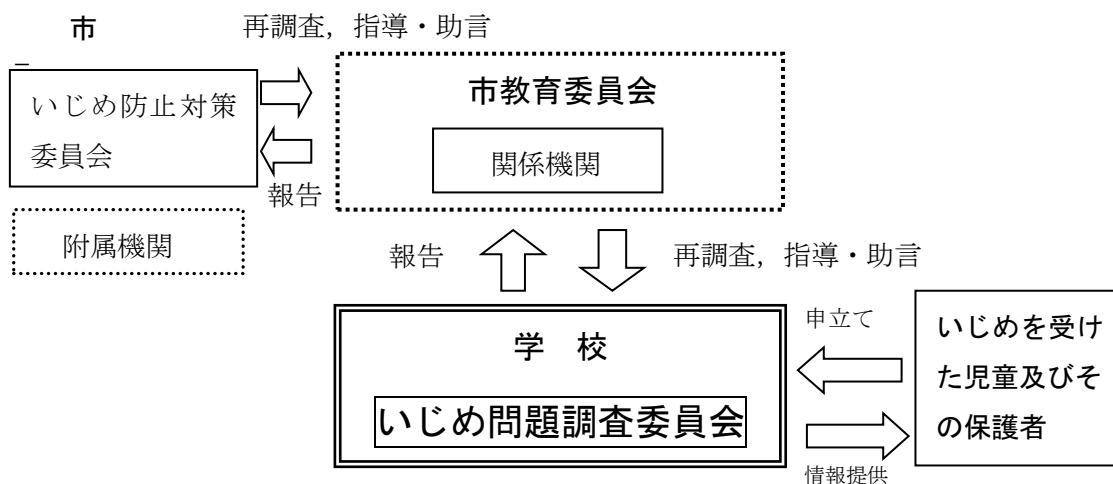 市
再調査，指導・助言
いじめ防止対策
委員会
市教育委員会
関係機関
報告
附属機関
報告
再調査，指導・助言
学　校
いじめ問題調査委員会
申立て
情報提供
いじめを受け
た児童及びそ
の保護者